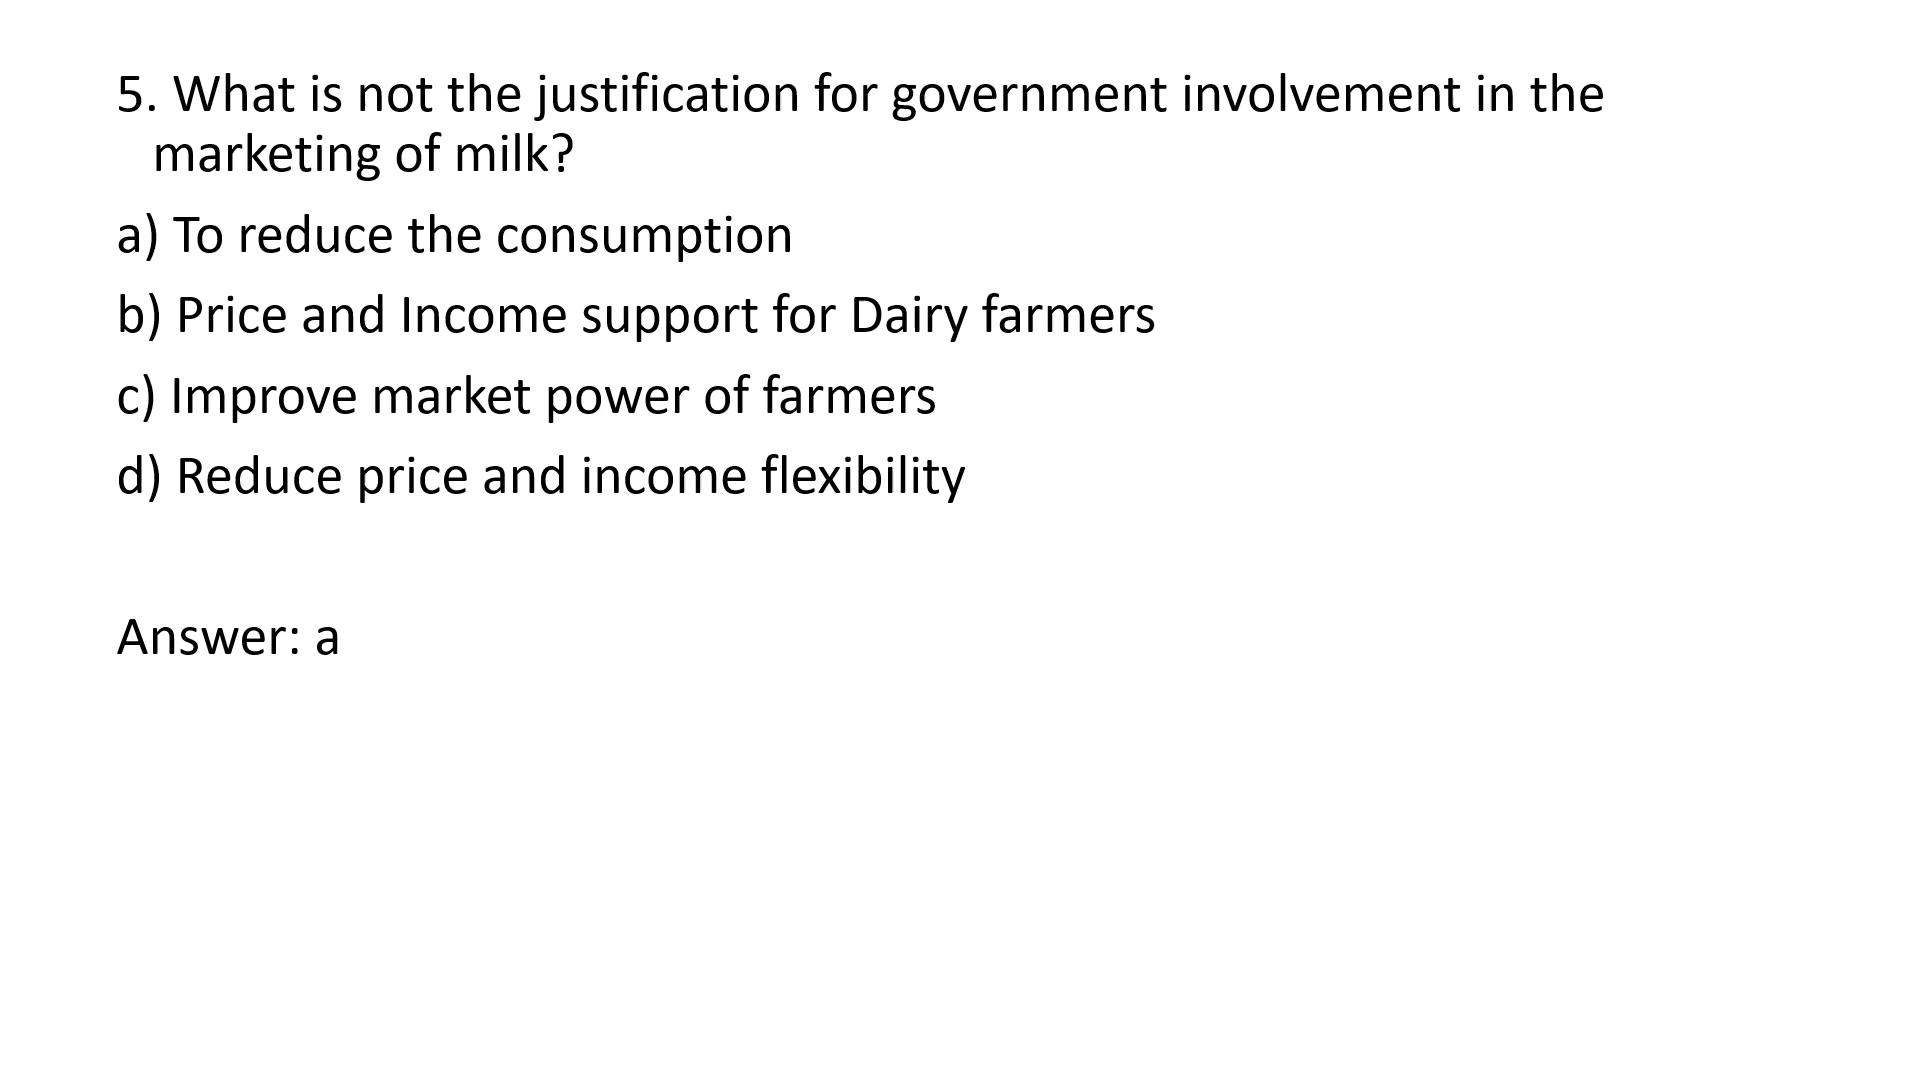 5. What is not the justification for government involvement in the
marketing of milk?
a) To reduce the consumption
b) Price and Income support for Dairy farmers
c) Improve market power of farmers
d) Reduce price and income flexibility
Answer: a